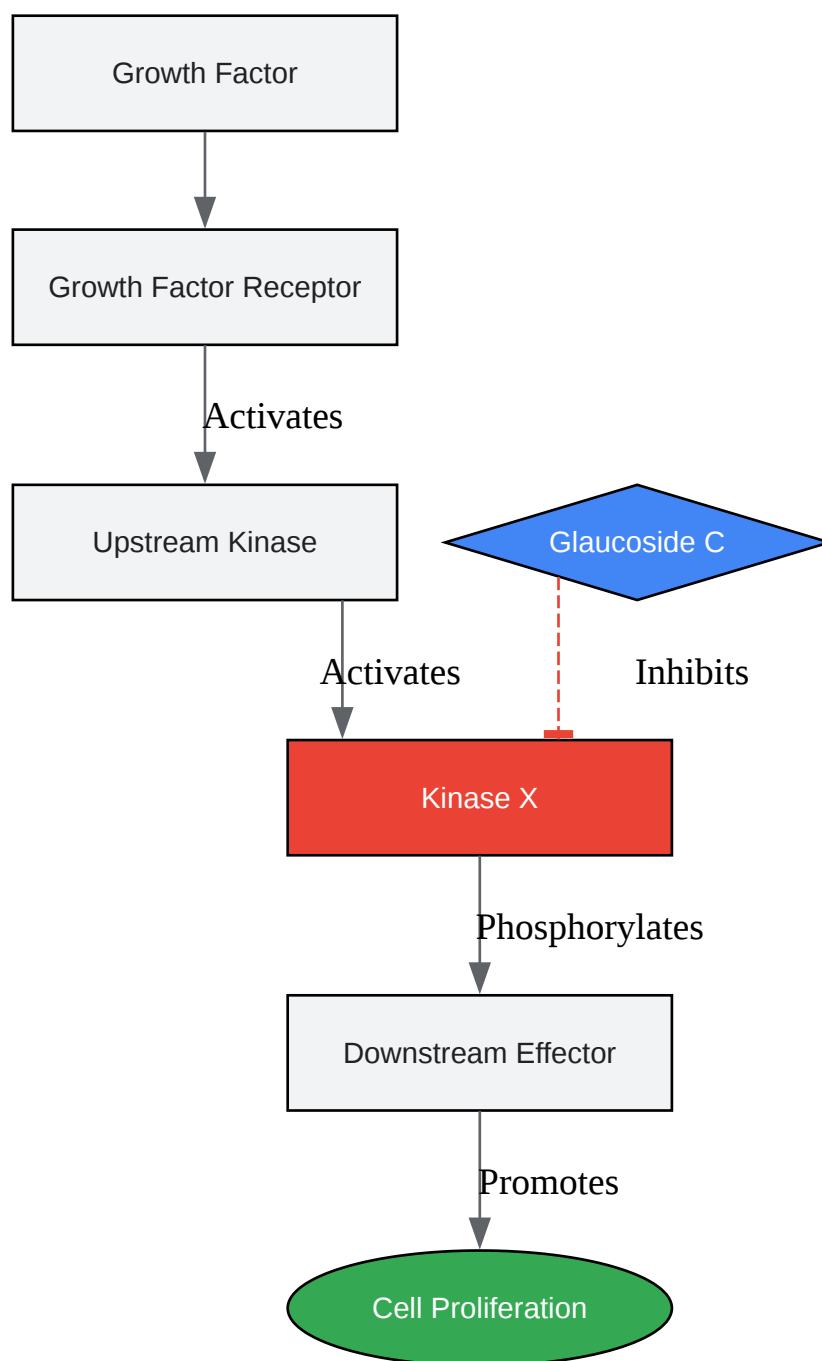 Growth Factor
Growth Factor Receptor
Activates
Upstream Kinase
Glaucoside C
Activates
Inhibits
Kinase X
Phosphorylates
Downstream Effector
Promotes
Cell Proliferation